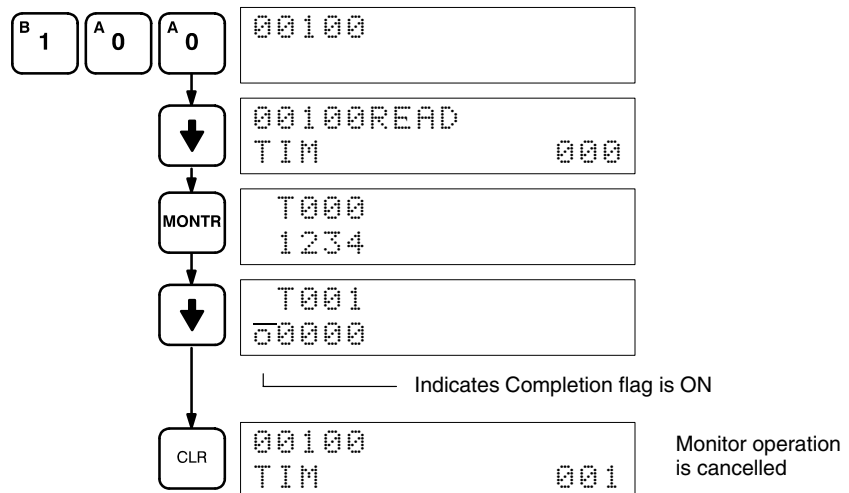 B 1 A 0 A 0
00100
00100READ
TIM 000
MONTR
T000
1234
T001
o0000
Indicates Completion flag is ON
CLR
00100
TIM 001
Monitor operation
is cancelled